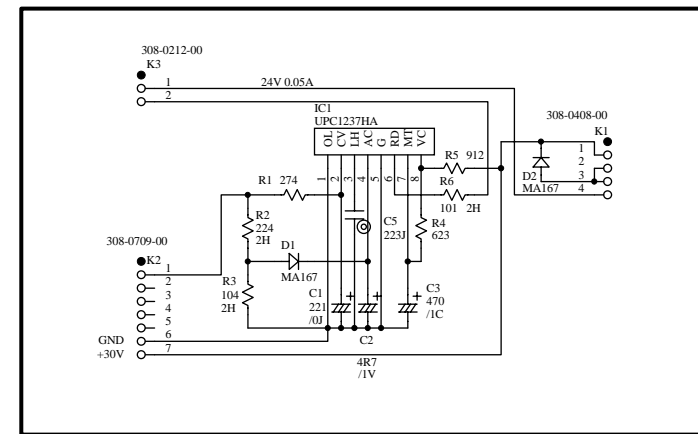 308-0212-00
K3
1
2
24V 0.05A
IC1
UPC1237HA
OL
CV
LH
AC
G
RD
MT
VC
1
2
3
4
5
6
7
8
308-0408-00
K1
1
2
3
4
D2
MA167
R5 912
R6
101 2H
R1 274
R2
224
2H
C5
223J
R4
623
308-0709-00
K2
1
2
3
4
5
6
7
GND
+30V
D1
MA167
R3
104
2H
C1
221
/0J
C2
4R7
/1V
C3
470
/1C